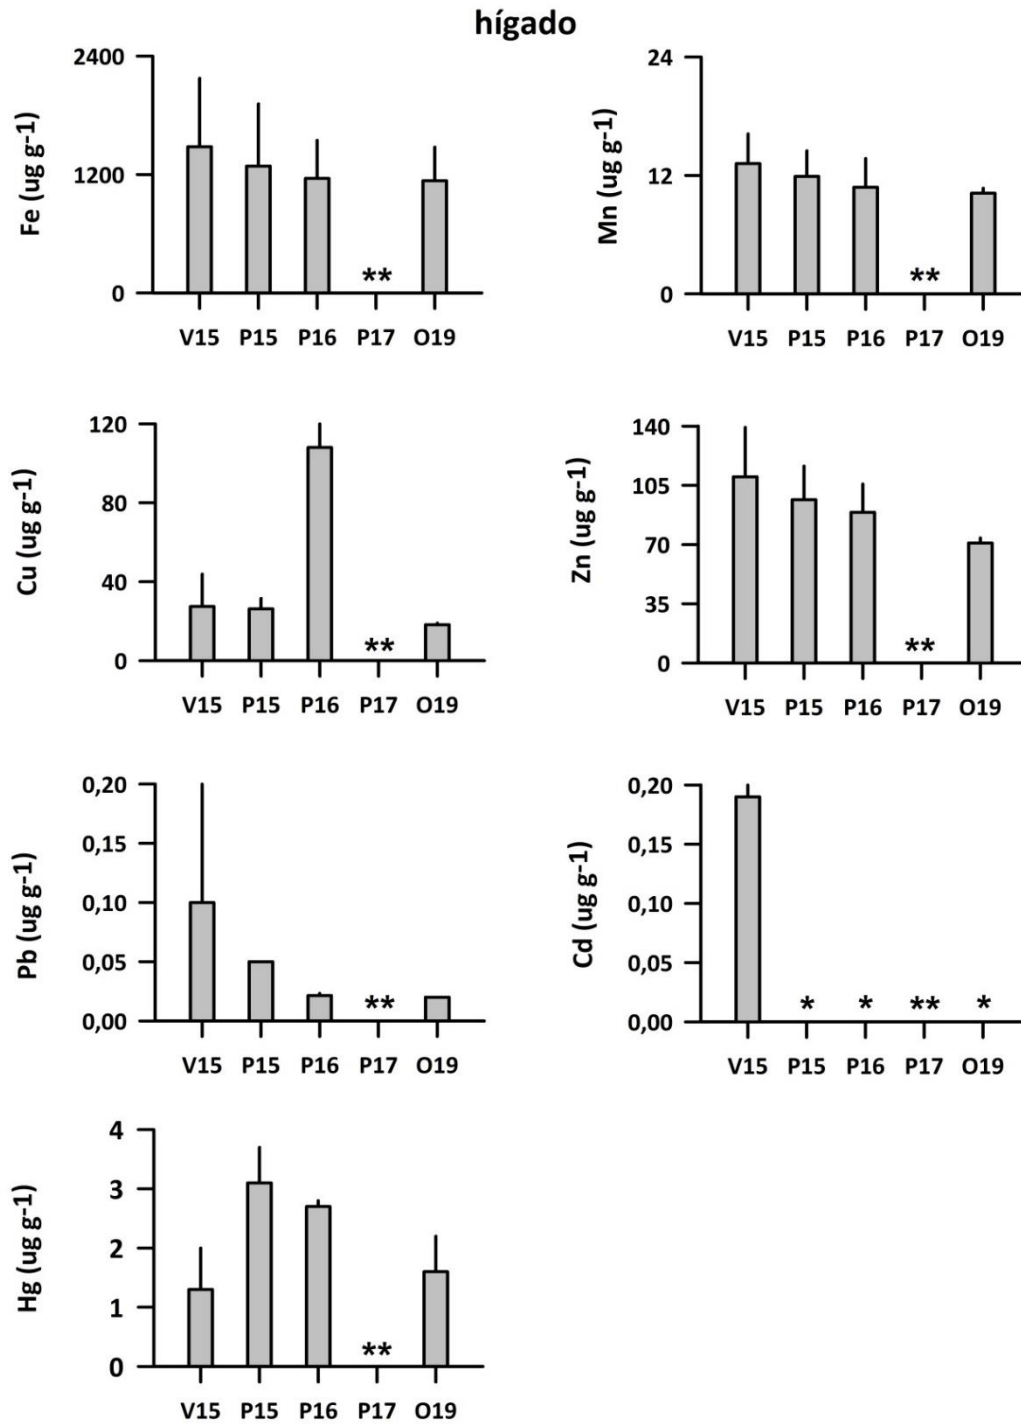 hígado
Fe (ug g-1)
2400
1200
0
**
V15 P15 P16 P17 O19
Mn (ug g-1)
24
12
0
**
V15 P15 P16 P17 O19
Cu (ug g-1)
120
80
40
0
**
V15 P15 P16 P17 O19
Zn (ug g-1)
140
105
70
35
0
**
V15 P15 P16 P17 O19
Pb (ug g-1)
0,20
0,15
0,10
0,05
0,00
**
V15 P15 P16 P17 O19
Cd (ug g-1)
0,20
0,15
0,10
0,05
0,00
* * ** *
V15 P15 P16 P17 O19
Hg (ug g-1)
4
3
2
1
0
**
V15 P15 P16 P17 O19